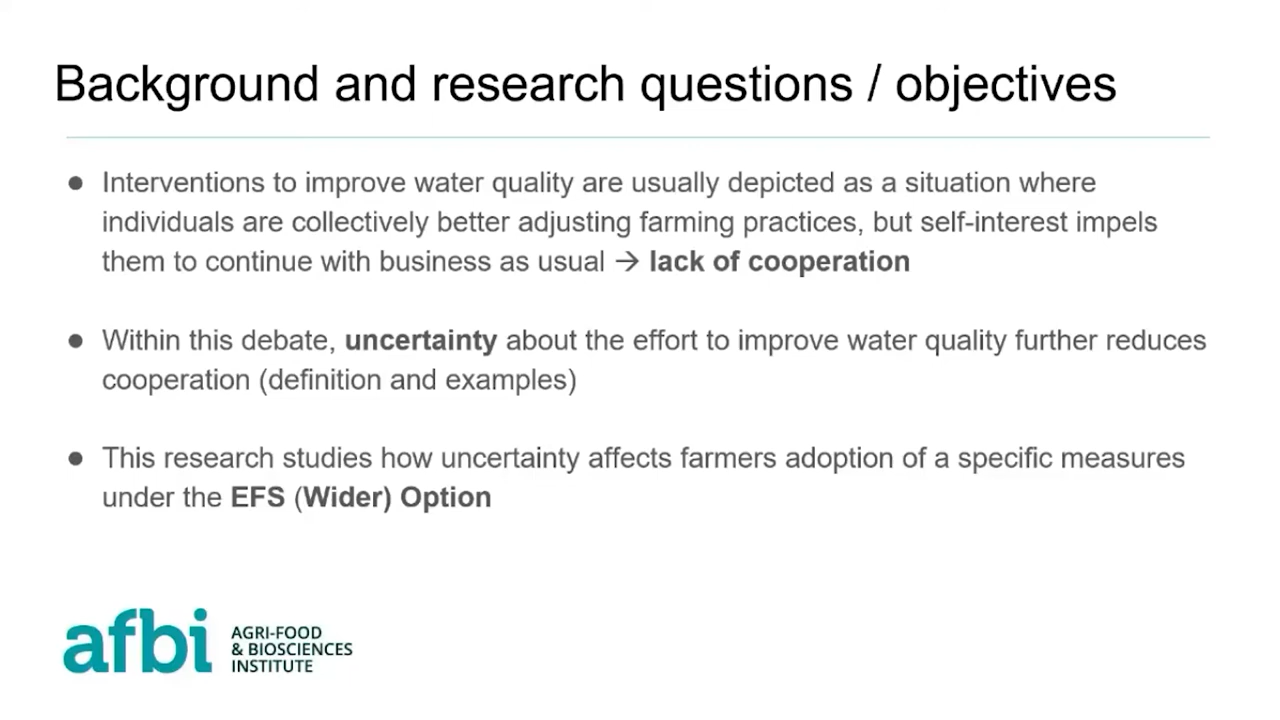 Background and research questions / objectives
● Interventions to improve water quality are usually depicted as a situation where
individuals are collectively better adjusting farming practices, but self-interest impels
them to continue with business as usual → lack of cooperation
● Within this debate, uncertainty about the effort to improve water quality further reduces
cooperation (definition and examples)
● This research studies how uncertainty affects farmers adoption of a specific measures
under the EFS (Wider) Option
afbi
AGRI-FOOD
& BIOSCIENCES
INSTITUTE